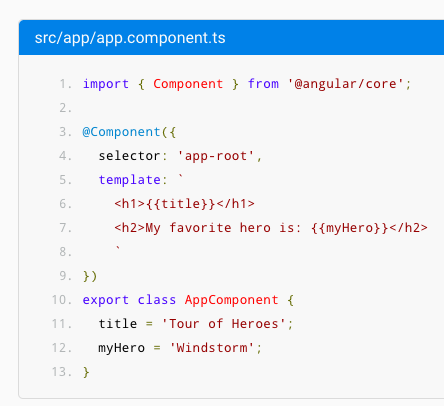 src/app/app.component.ts
1. import { Component } from '@angular/core';
2.
3. @Component({
4.   selector: 'app-root',
5.   template: `
6.     <h1>{{title}}</h1>
7.     <h2>My favorite hero is: {{myHero}}</h2>
8.     `
9. })
10. export class AppComponent {
11.   title = 'Tour of Heroes';
12.   myHero = 'Windstorm';
13. }